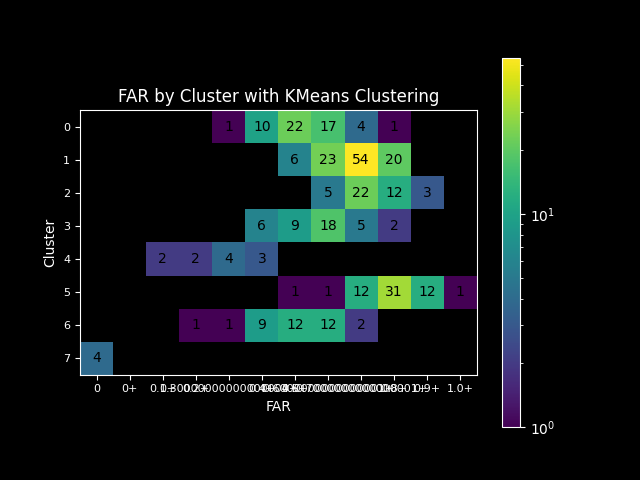 FAR by Cluster with KMeans Clustering
0 1 10 22 17 4 1
1 6 23 54 20
2 5 22 12 3
3 6 9 18 5 2
4 2 2 4 3
5 1 1 12 31 12 1
6 1 1 9 12 12 2
7 4
0 0+ 0.9+ 1.0+
FAR
Cluster
10¹
10⁰